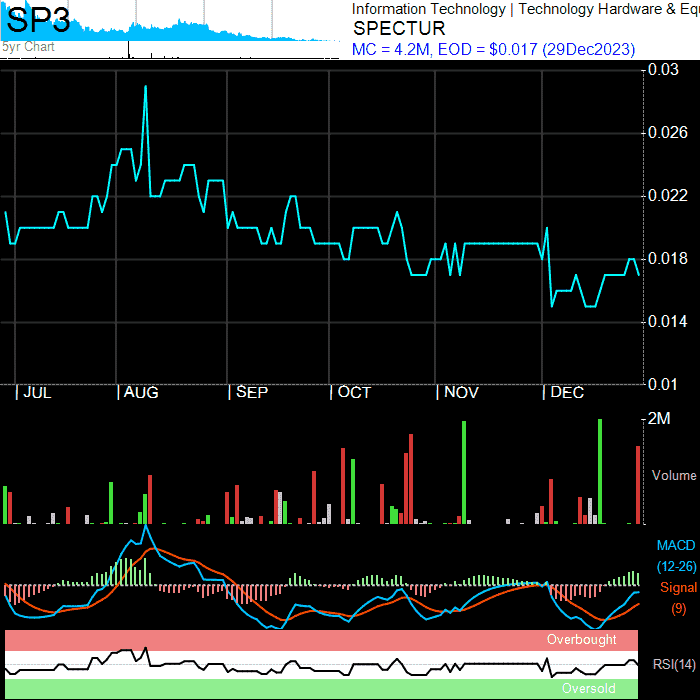 SP3
5yr Chart
Information Technology | Technology Hardware & Equ
SPECTUR
MC = 4.2M, EOD = $0.017 (29Dec2023)
0.03
0.026
0.022
0.018
0.014
0.01
JUL AUG SEP OCT NOV DEC
2M
Volume
MACD
(12-26)
Signal
(9)
Overbought
RSI(14)
Oversold